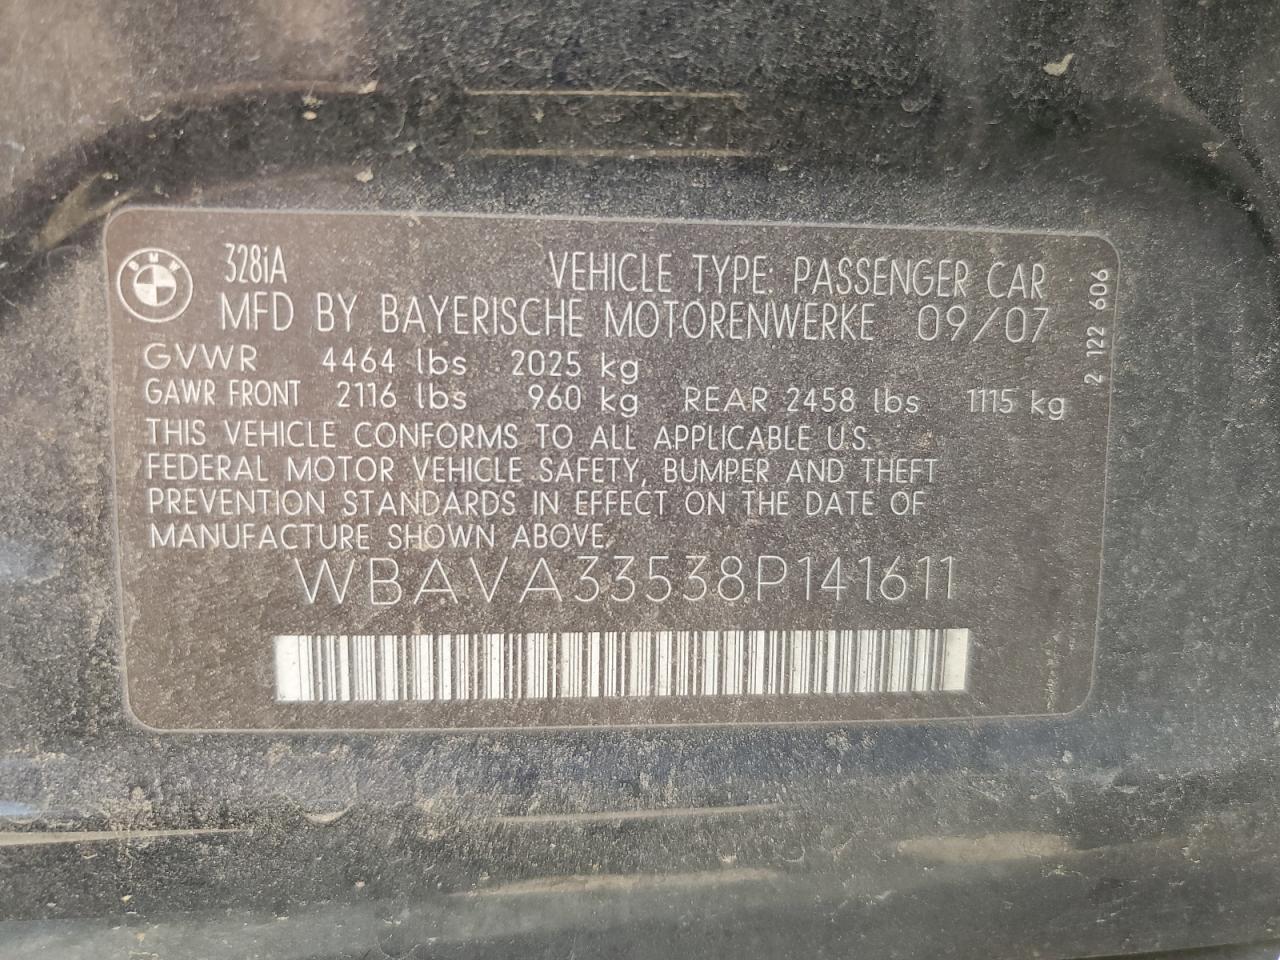 BMW
328iA
VEHICLE TYPE: PASSENGER CAR
MFD BY BAYERISCHE MOTORENWERKE 09/07
GVWR 4464 lbs 2025 kg
GAWR FRONT 2116 lbs 960 kg REAR 2458 lbs 1115 kg
THIS VEHICLE CONFORMS TO ALL APPLICABLE U.S.
FEDERAL MOTOR VEHICLE SAFETY, BUMPER AND THEFT
PREVENTION STANDARDS IN EFFECT ON THE DATE OF
MANUFACTURE SHOWN ABOVE.
WBAVA33538P141611
2 122 606